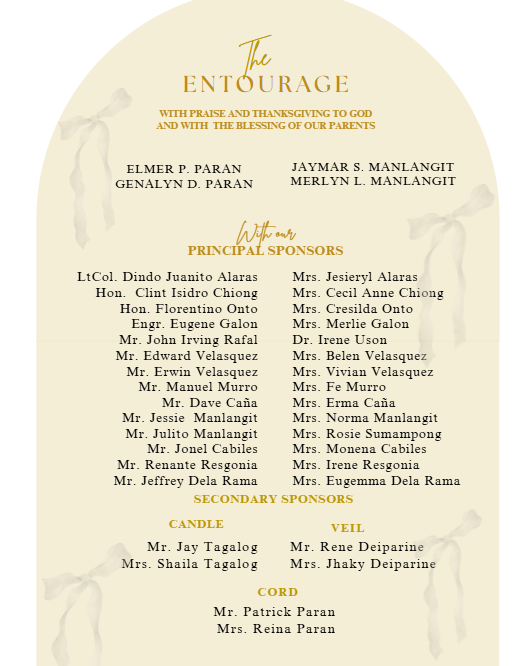 The
ENTOURAGE
WITH PRAISE AND THANKSGIVING TO GOD
AND WITH THE BLESSING OF OUR PARENTS
ELMER P. PARAN
GENALYN D. PARAN
JAYMAR S. MANLANGIT
MERLYN L. MANLANGIT
With our
PRINCIPAL SPONSORS
LtCol. Dindo Juanito Alaras
Hon. Clint Isidro Chiong
Hon. Florentino Onto
Engr. Eugene Galon
Mr. John Irving Rafal
Mr. Edward Velasquez
Mr. Erwin Velasquez
Mr. Manuel Murro
Mr. Dave Caña
Mr. Jessie Manlangit
Mr. Julito Manlangit
Mr. Jonel Cabiles
Mr. Renante Resgonia
Mr. Jeffrey Dela Rama
Mrs. Jesieryl Alaras
Mrs. Cecil Anne Chiong
Mrs. Cresilda Onto
Mrs. Merlie Galon
Dr. Irene Uson
Mrs. Belen Velasquez
Mrs. Vivian Velasquez
Mrs. Fe Murro
Mrs. Erma Caña
Mrs. Norma Manlangit
Mrs. Rosie Sumampong
Mrs. Monena Cabiles
Mrs. Irene Resgonia
Mrs. Eugemma Dela Rama
SECONDARY SPONSORS
CANDLE
Mr. Jay Tagalog
Mrs. Shaila Tagalog
VEIL
Mr. Rene Deiparine
Mrs. Jhaky Deiparine
CORD
Mr. Patrick Paran
Mrs. Reina Paran